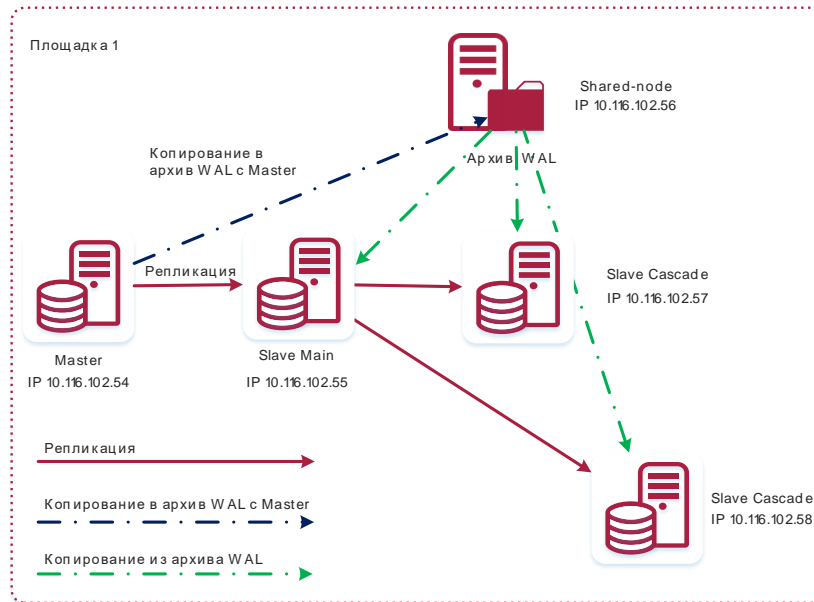 Площадка 1
Shared-node
IP 10.116.102.56
Копирование в
архив WAL с Master
Архив WAL
Репликация
Slave Cascade
IP 10.116.102.57
Master
IP 10.116.102.54
Slave Main
IP 10.116.102.55
Репликация
Копирование в архив WAL с Master
Копирование из архива WAL
Slave Cascade
IP 10.116.102.58